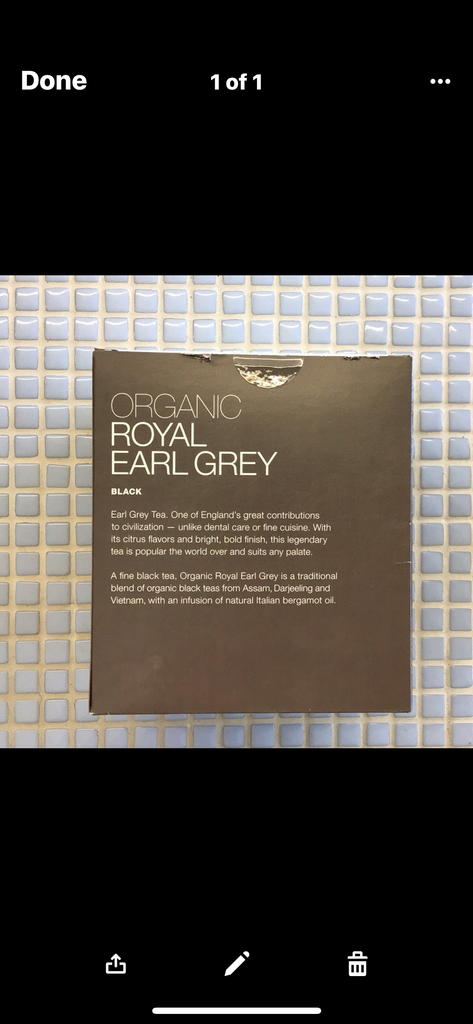 Done
1 of 1
ORGANIC
ROYAL
EARL GREY
BLACK
Earl Grey Tea. One of England's great contributions
to civilization — unlike dental care or fine cuisine. With
its citrus flavors and bright, bold finish, this legendary
tea is popular the world over and suits any palate.
A fine black tea, Organic Royal Earl Grey is a traditional
blend of organic black teas from Assam, Darjeeling and
Vietnam, with an infusion of natural Italian bergamot oil.